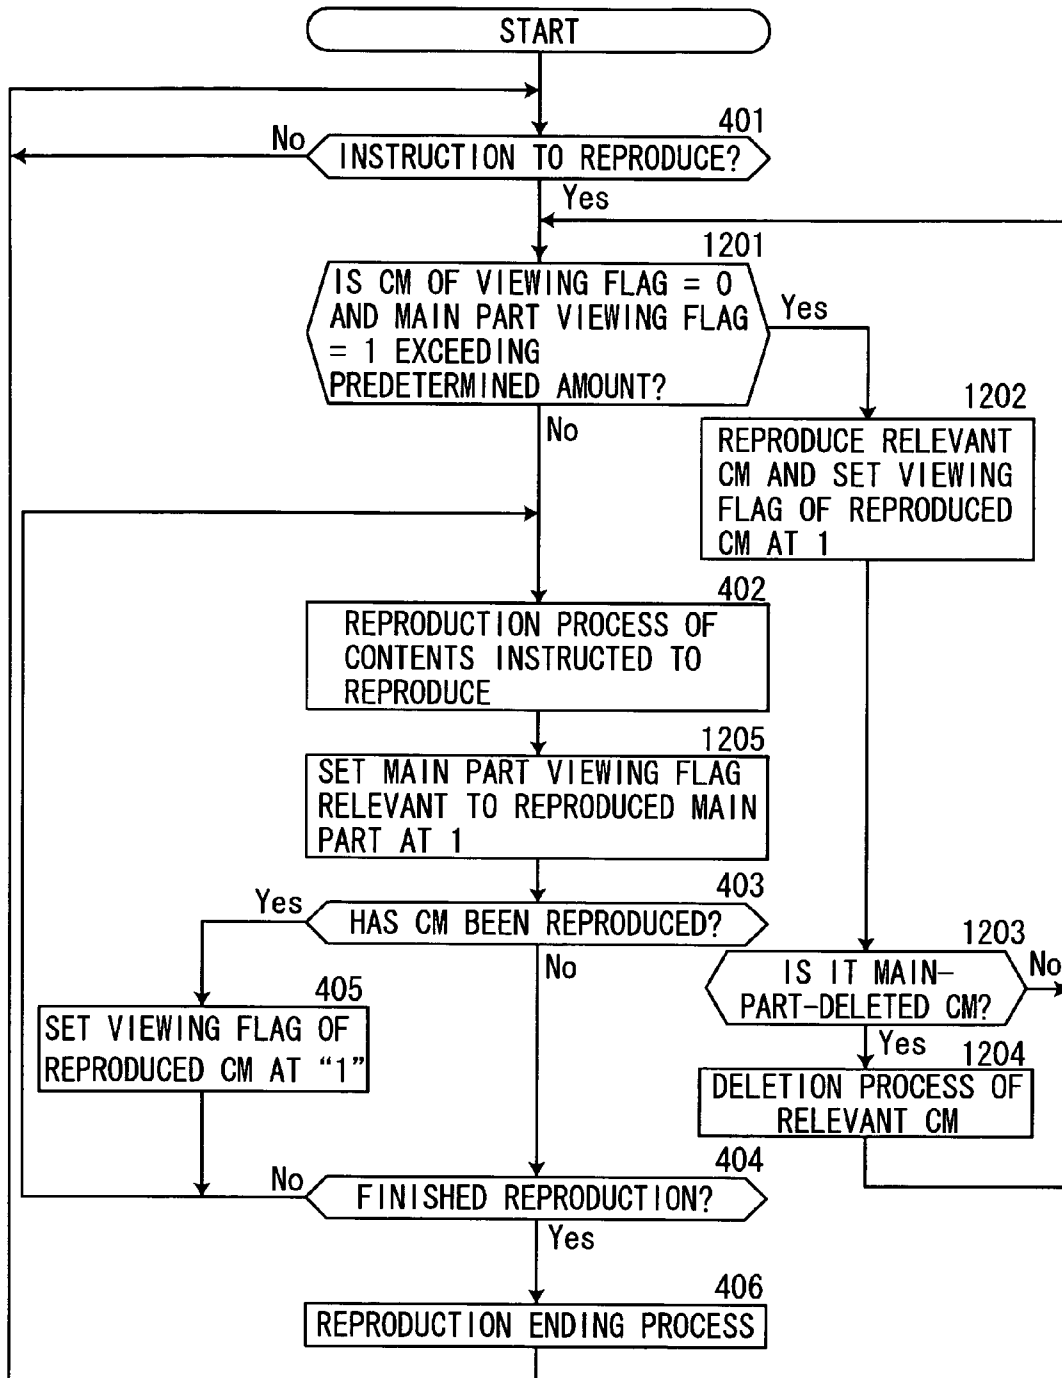 START
401
No
INSTRUCTION TO REPRODUCE?
Yes
1201
IS CM OF VIEWING FLAG = 0
AND MAIN PART VIEWING FLAG
= 1 EXCEEDING
PREDETERMINED AMOUNT?
Yes
No
1202
REPRODUCE RELEVANT
CM AND SET VIEWING
FLAG OF REPRODUCED
CM AT 1
402
REPRODUCTION PROCESS OF
CONTENTS INSTRUCTED TO
REPRODUCE
1205
SET MAIN PART VIEWING FLAG
RELEVANT TO REPRODUCED MAIN
PART AT 1
403
Yes
HAS CM BEEN REPRODUCED?
No
1203
IS IT MAIN-
PART-DELETED CM?
No
Yes
405
SET VIEWING FLAG OF
REPRODUCED CM AT “1”
1204
DELETION PROCESS OF
RELEVANT CM
404
No
FINISHED REPRODUCTION?
Yes
406
REPRODUCTION ENDING PROCESS